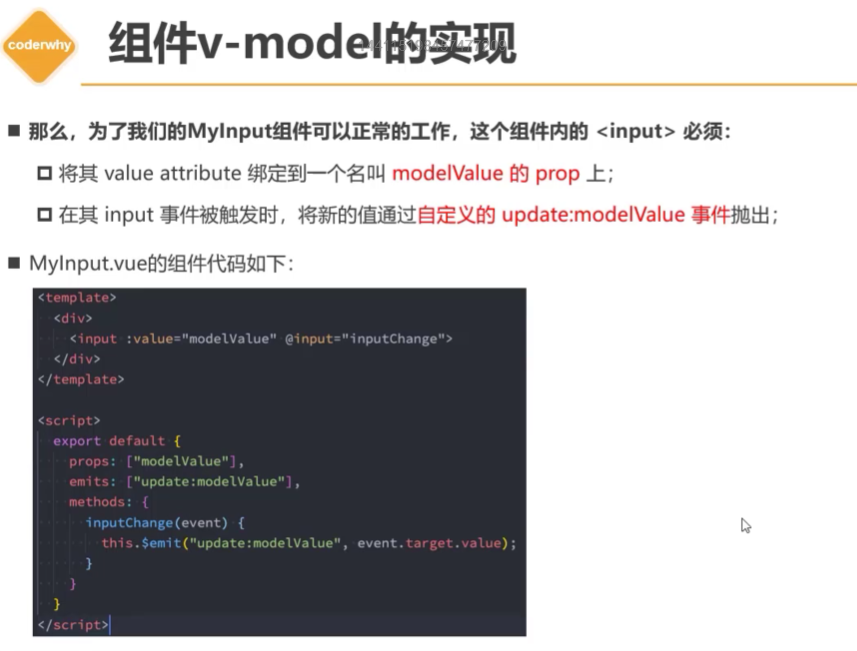 coderwhy
组件v-model的实现
那么，为了我们的MyInput组件可以正常的工作，这个组件内的 <input> 必须：
将其 value attribute 绑定到一个名叫 modelValue 的 prop 上；
在其 input 事件被触发时，将新的值通过自定义的 update:modelValue 事件抛出；
MyInput.vue的组件代码如下：
<template>
<div>
<input :value="modelValue" @input="inputChange">
</div>
</template>
<script>
export default {
props: ["modelValue"],
emits: ["update:modelValue"],
methods: {
inputChange(event) {
this.$emit("update:modelValue", event.target.value);
}
}
}
</script>